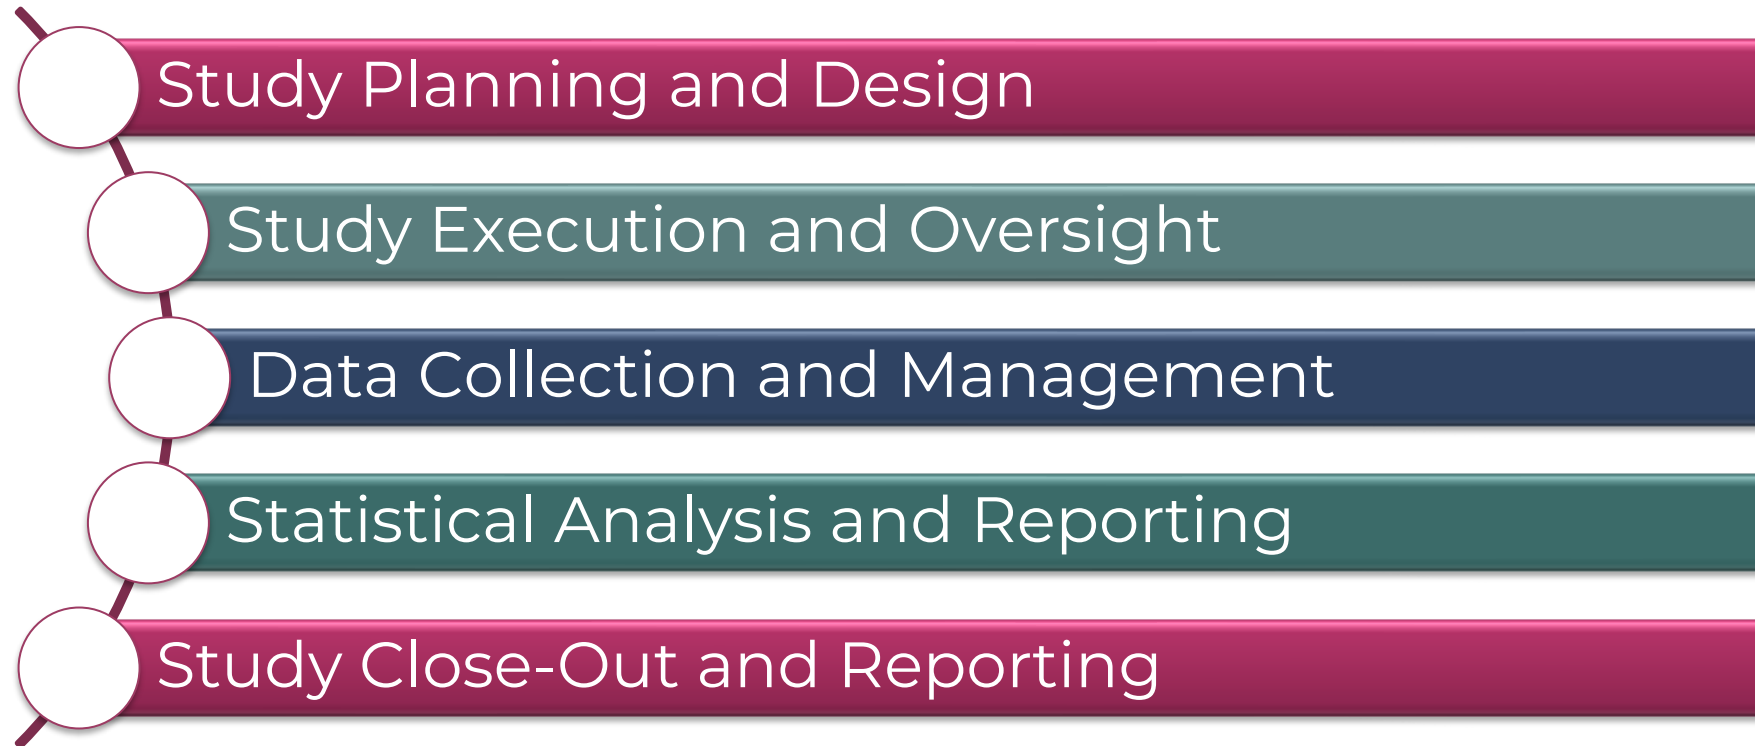 Study Planning and Design
Study Execution and Oversight
Data Collection and Management
Statistical Analysis and Reporting
Study Close-Out and Reporting